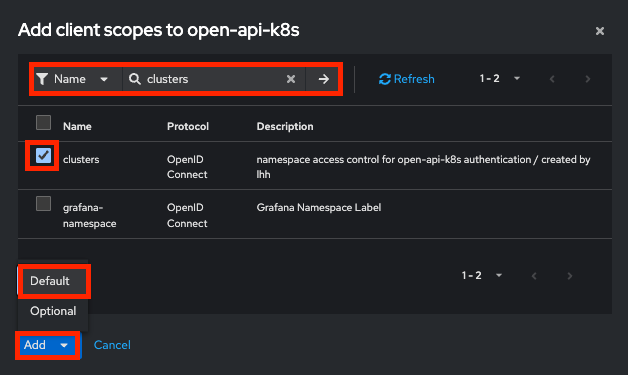 Add client scopes to open-api-k8s
Name clusters Refresh 1 - 2
Name Protocol Description
clusters OpenID Connect namespace access control for open-api-k8s authentication / created by lhh
grafana-namespace OpenID Connect Grafana Namespace Label
1 - 2
Default
Optional
Add Cancel